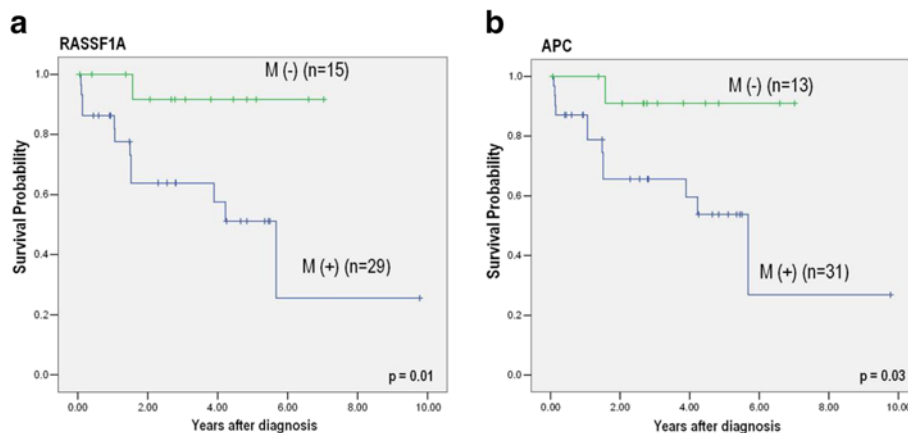 a
RASSF1A
M (-) (n=15)
M (+) (n=29)
p = 0.01
Survival Probability
1.0
0.8
0.6
0.4
0.2
0.0
0.00 2.00 4.00 6.00 8.00 10.00
Years after diagnosis
b
APC
M (-) (n=13)
M (+) (n=31)
p = 0.03
Survival Probability
1.0
0.8
0.6
0.4
0.2
0.0
0.00 2.00 4.00 6.00 8.00 10.00
Years after diagnosis